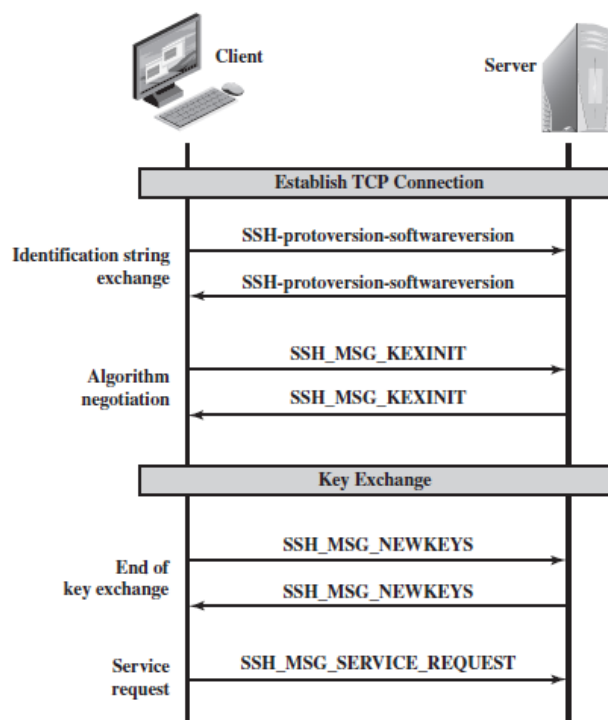 Client
Server
Establish TCP Connection
SSH-protoversion-softwareversion
Identification string
exchange
SSH-protoversion-softwareversion
SSH_MSG_KEXINIT
Algorithm
negotiation
SSH_MSG_KEXINIT
Key Exchange
SSH_MSG_NEWKEYS
End of
key exchange
SSH_MSG_NEWKEYS
Service
request
SSH_MSG_SERVICE_REQUEST